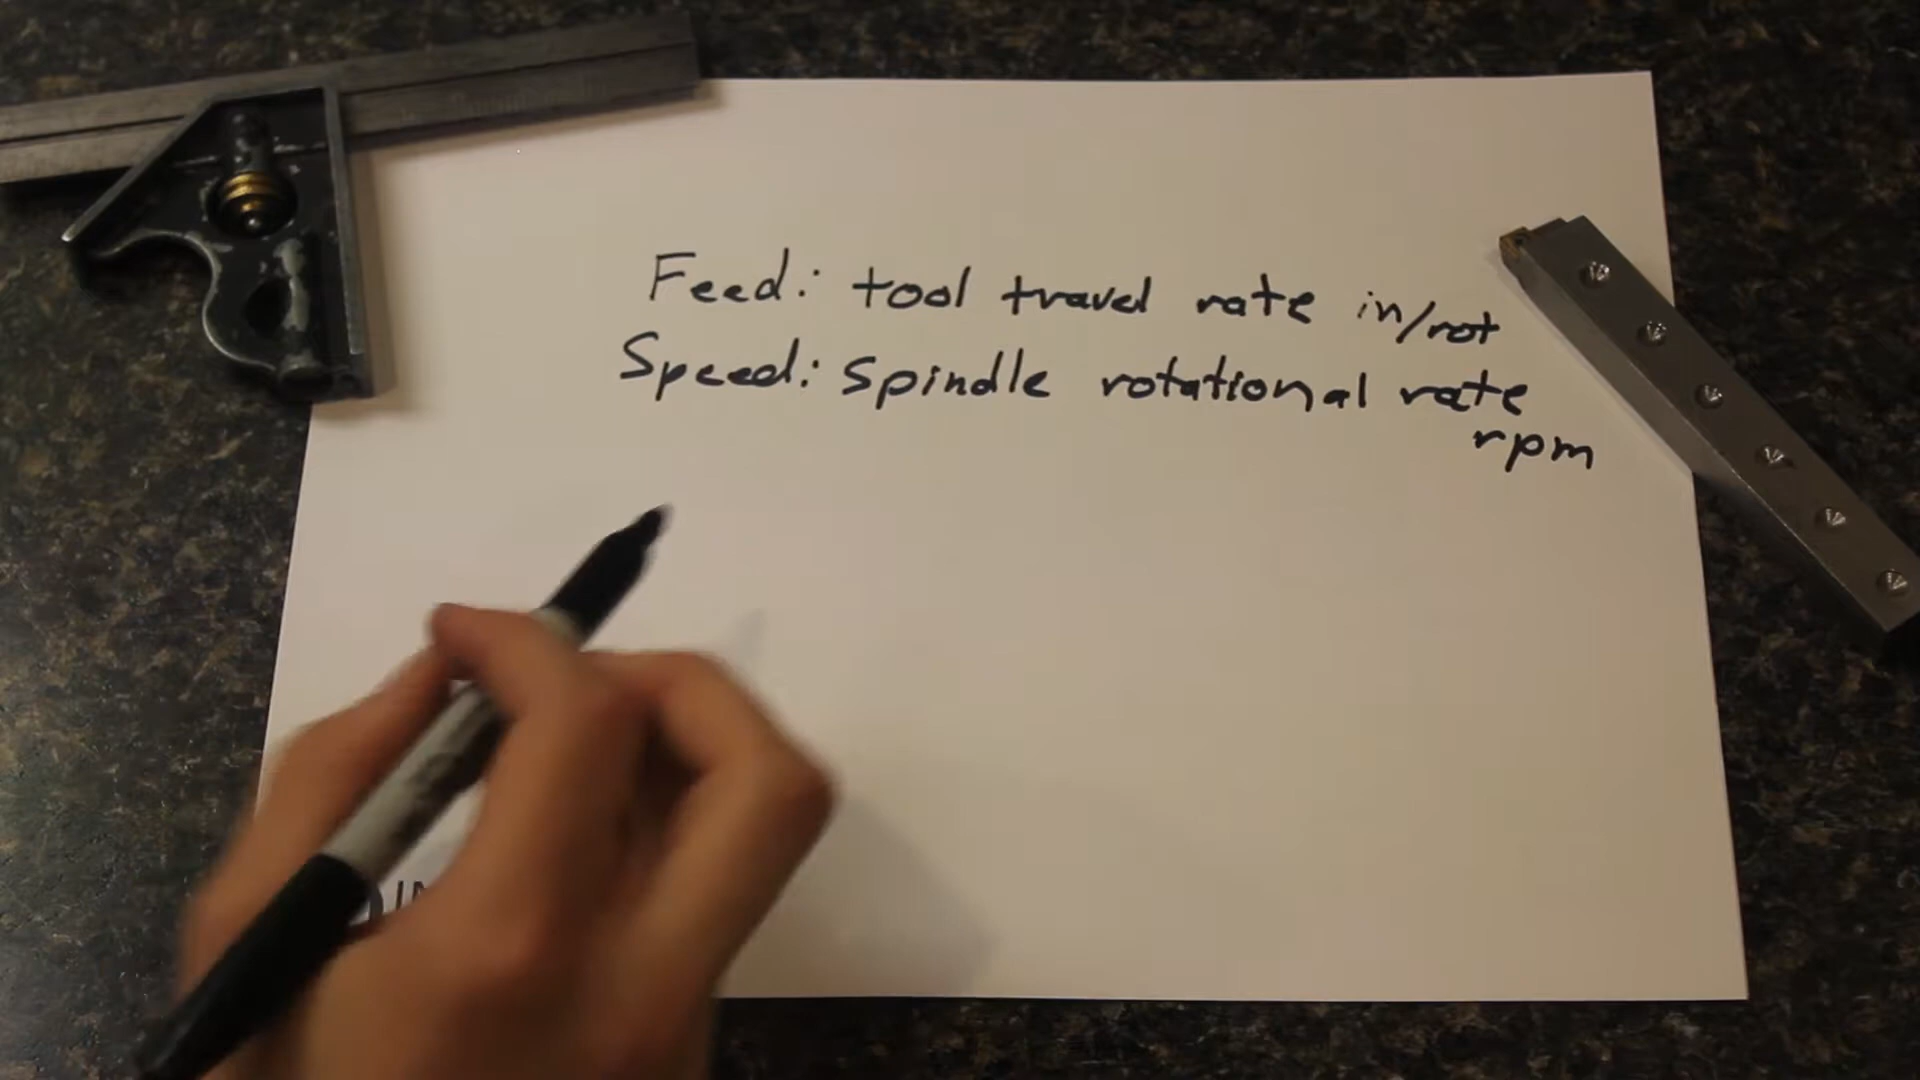 Feed: tool travel rate in/rot
Speed: spindle rotational rate
rpm